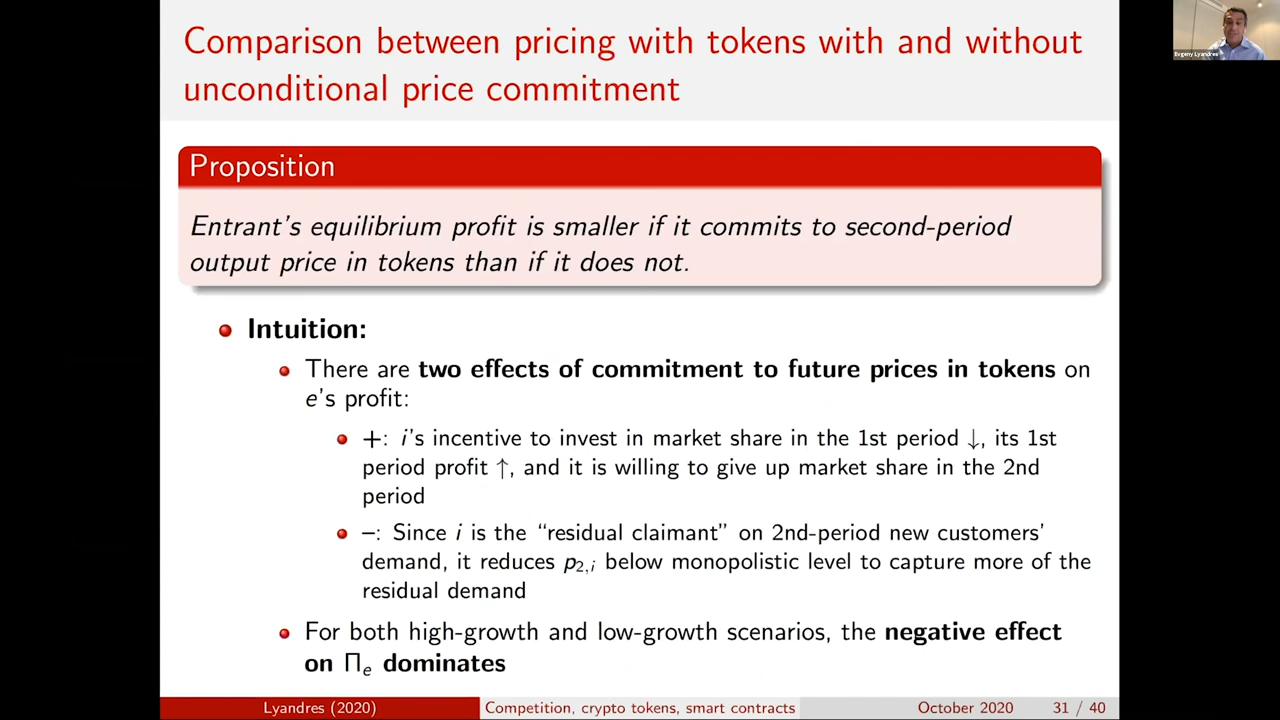 Comparison between pricing with tokens with and without
unconditional price commitment
Evgeny Lyandres
Proposition
Entrant's equilibrium profit is smaller if it commits to second-period
output price in tokens than if it does not.
Intuition:
There are two effects of commitment to future prices in tokens on
e's profit:
+: i's incentive to invest in market share in the 1st period ↓, its 1st
period profit ↑, and it is willing to give up market share in the 2nd
period
–: Since i is the “residual claimant” on 2nd-period new customers'
demand, it reduces p2,i below monopolistic level to capture more of the
residual demand
For both high-growth and low-growth scenarios, the negative effect
on Πe dominates
Lyandres (2020) Competition, crypto tokens, smart contracts October 2020 31 / 40